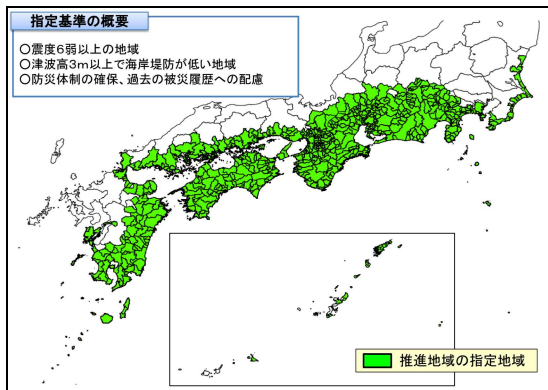 指定基準の概要
○震度6弱以上の地域
○津波高3m以上で海岸堤防が低い地域
○防災体制の確保、過去の被災履歴への配慮
推進地域の指定地域